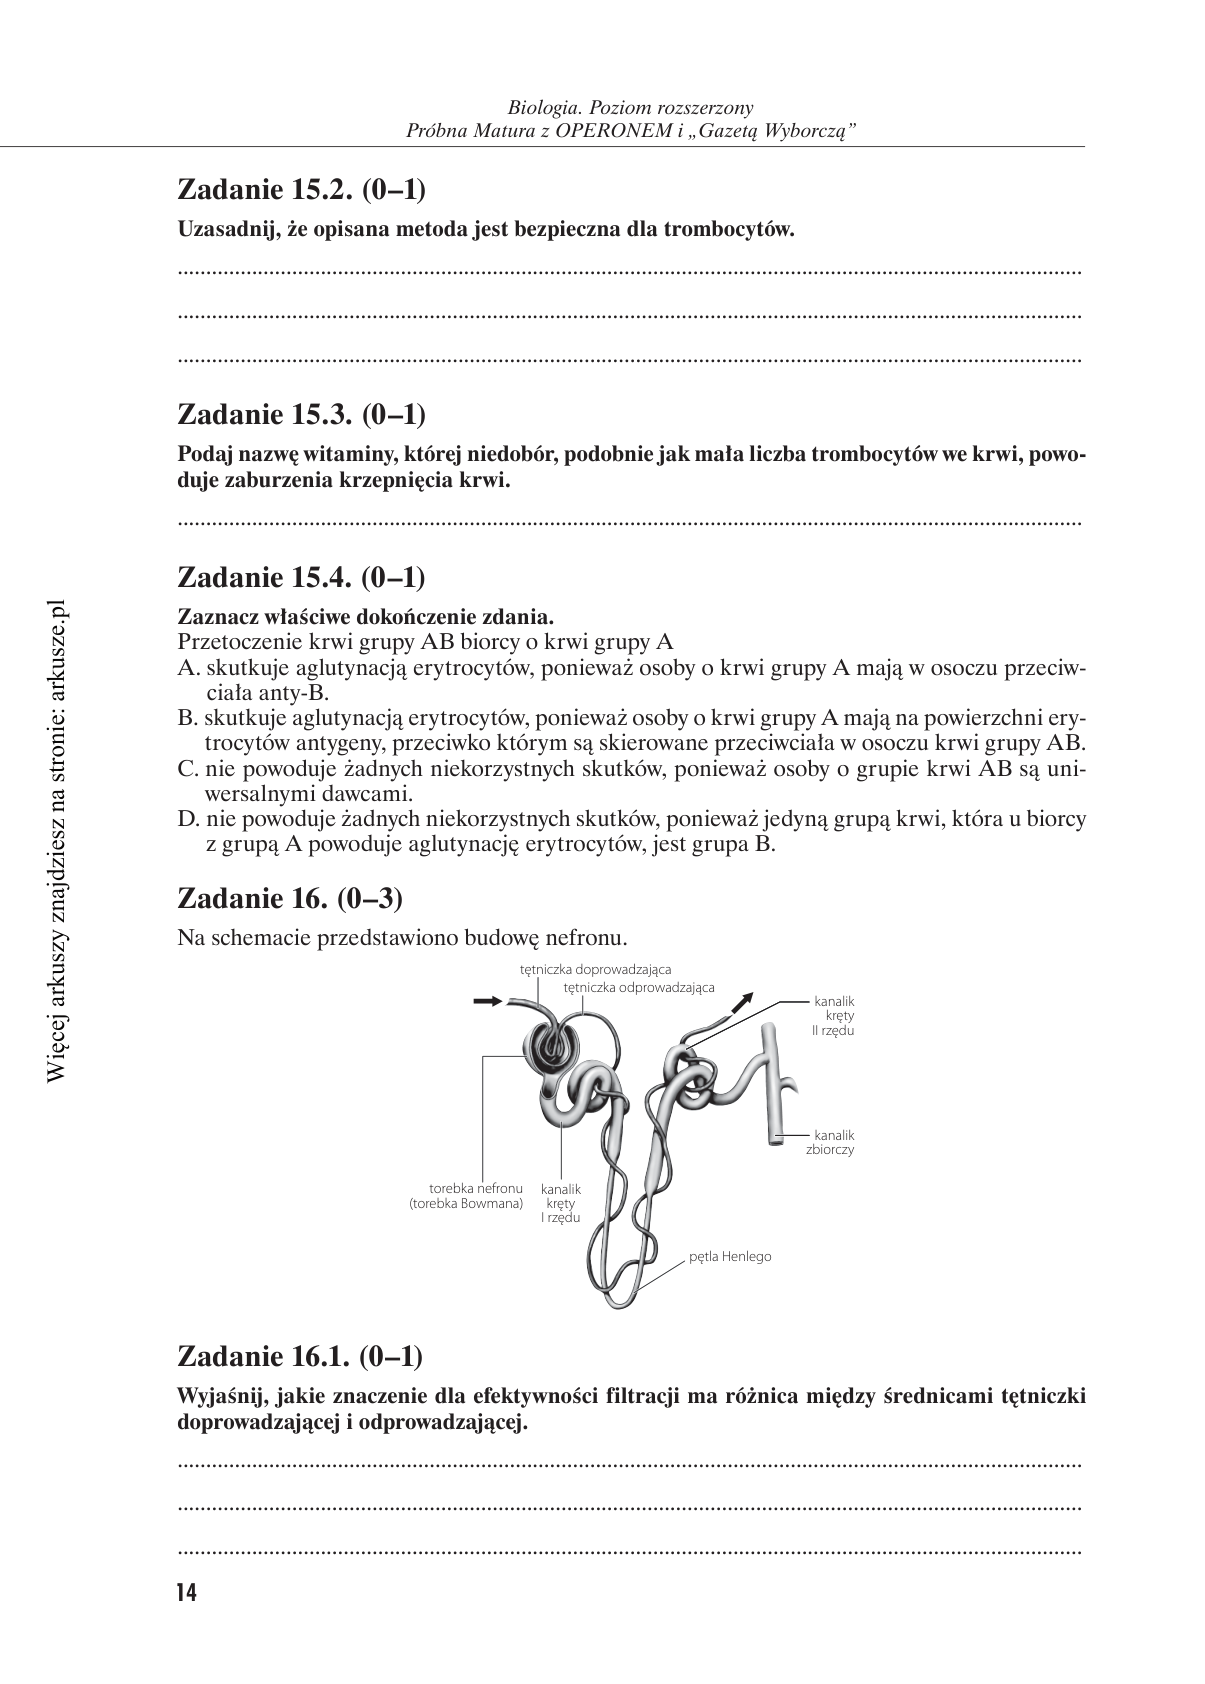 Biologia. Poziom rozszerzony
Próbna Matura z OPERONEM i „Gazetą Wyborczą”
Zadanie 15.2. (0–1)
Uzasadnij, że opisana metoda jest bezpieczna dla trombocytów.
Zadanie 15.3. (0–1)
Podaj nazwę witaminy, której niedobór, podobnie jak mała liczba trombocytów we krwi, powo-
duje zaburzenia krzepnięcia krwi.
Zadanie 15.4. (0–1)
Zaznacz właściwe dokończenie zdania.
Przetoczenie krwi grupy AB biorcy o krwi grupy A
A. skutkuje aglutynacją erytrocytów, ponieważ osoby o krwi grupy A mają w osoczu przeciw-
ciała anty-B.
B. skutkuje aglutynacją erytrocytów, ponieważ osoby o krwi grupy A mają na powierzchni ery-
trocytów antygeny, przeciwko którym są skierowane przeciwciała w osoczu krwi grupy AB.
C. nie powoduje żadnych niekorzystnych skutków, ponieważ osoby o grupie krwi AB są uni-
wersalnymi dawcami.
D. nie powoduje żadnych niekorzystnych skutków, ponieważ jedyną grupą krwi, która u biorcy
z grupą A powoduje aglutynację erytrocytów, jest grupa B.
Zadanie 16. (0–3)
Na schemacie przedstawiono budowę nefronu.
tętniczka doprowadzająca
tętniczka odprowadzająca
kanalik
kręty
II rzędu
kanalik
zbiorczy
torebka nefronu
(torebka Bowmana)
kanalik
kręty
I rzędu
pętla Henlego
Zadanie 16.1. (0–1)
Wyjaśnij, jakie znaczenie dla efektywności filtracji ma różnica między średnicami tętniczki
doprowadzającej i odprowadzającej.
14
Więcej arkuszy znajdziesz na stronie: arkusze.pl